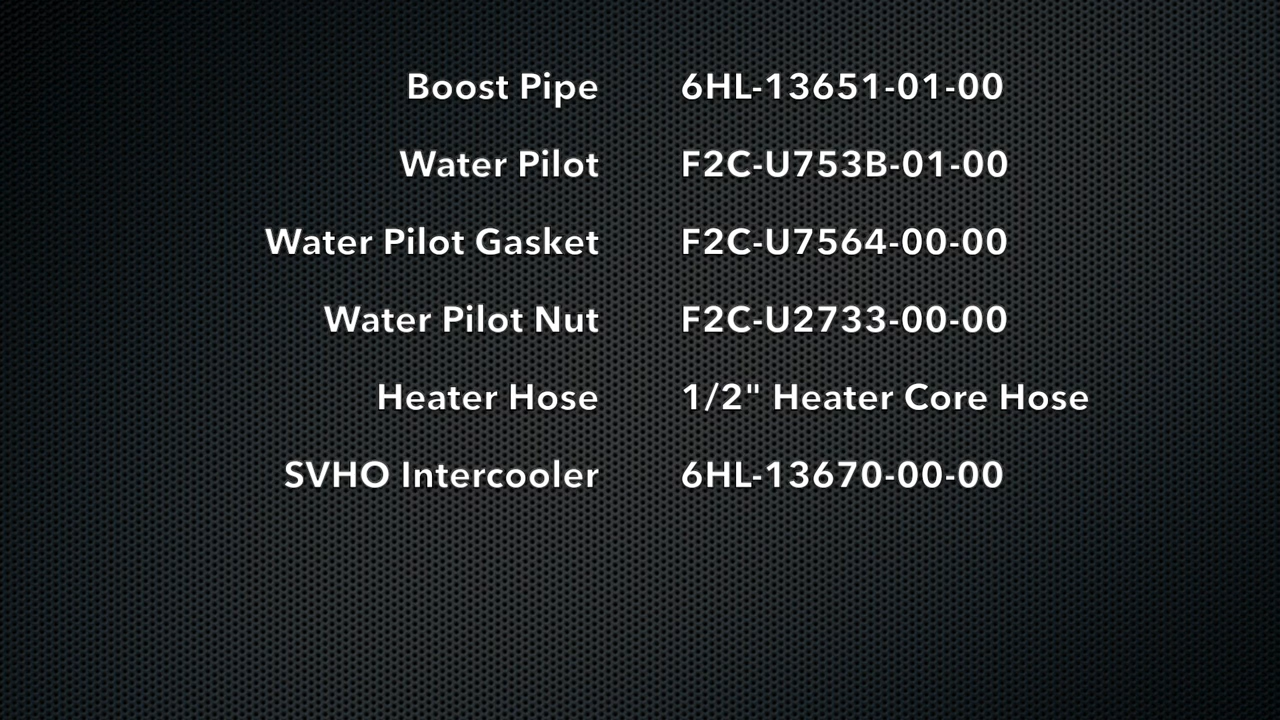 Boost Pipe 6HL-13651-01-00
Water Pilot F2C-U753B-01-00
Water Pilot Gasket F2C-U7564-00-00
Water Pilot Nut F2C-U2733-00-00
Heater Hose 1/2" Heater Core Hose
SVHO Intercooler 6HL-13670-00-00